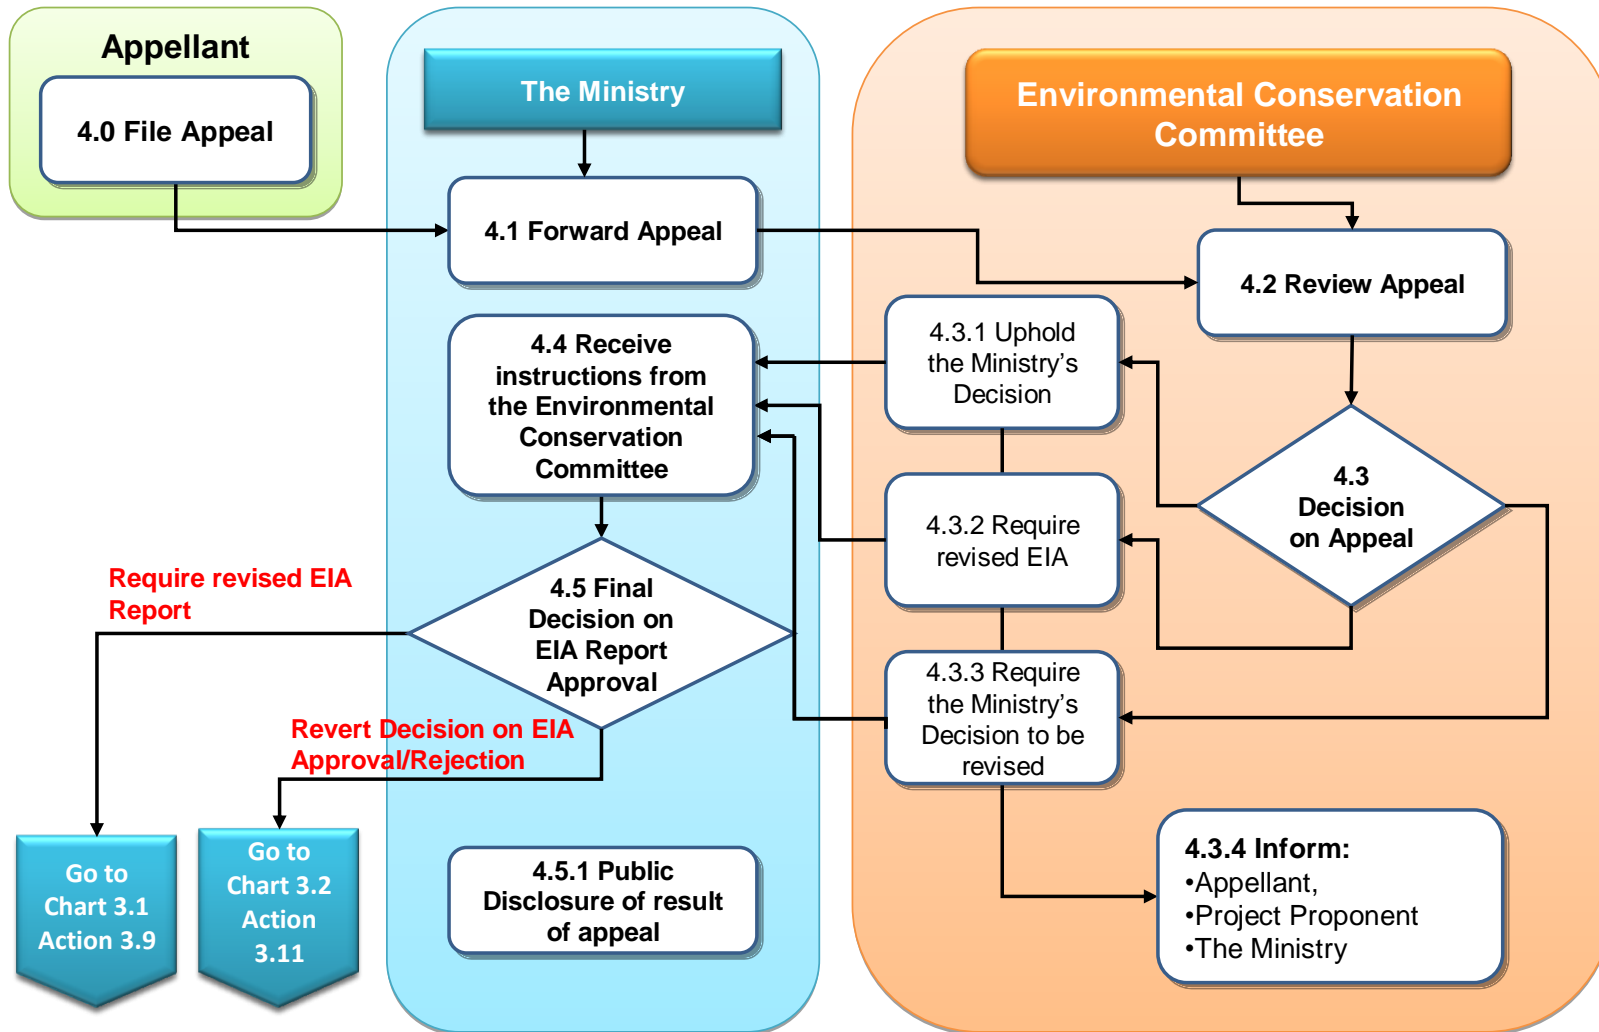 Appellant
4.0 File Appeal
The Ministry
4.1 Forward Appeal
4.4 Receive
instructions from
the Environmental
Conservation
Committee
4.5 Final
Decision on
EIA Report
Approval
Require revised EIA
Report
Revert Decision on EIA
Approval/Rejection
Go to
Chart 3.1
Action 3.9
Go to
Chart 3.2
Action
3.11
4.5.1 Public
Disclosure of result
of appeal
Environmental Conservation
Committee
4.2 Review Appeal
4.3
Decision
on Appeal
4.3.1 Uphold
the Ministry’s
Decision
4.3.2 Require
revised EIA
4.3.3 Require
the Ministry’s
Decision to be
revised
4.3.4 Inform:
•Appellant,
•Project Proponent
•The Ministry